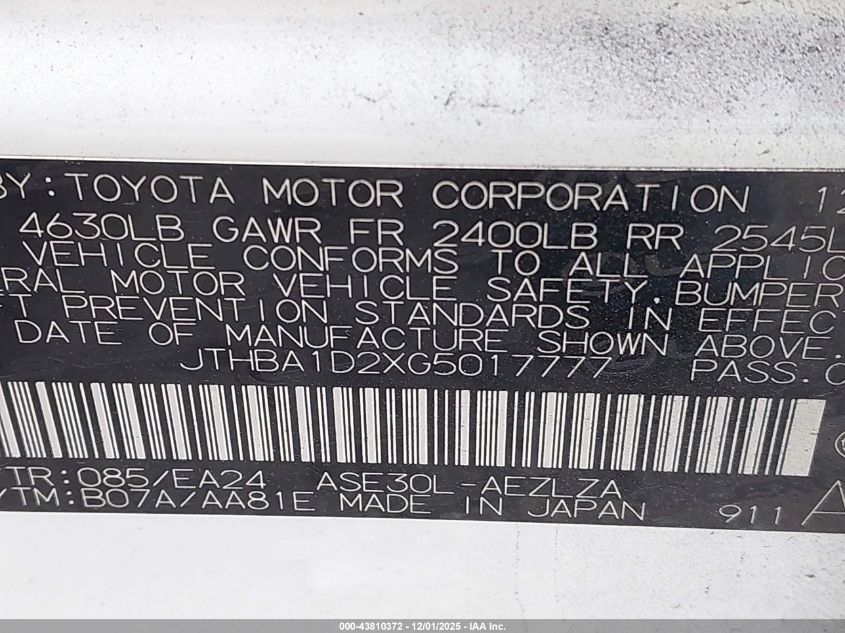 BY: TOYOTA MOTOR CORPORATION 12
4630LB GAWR FR 2400LB RR 2545L
VEHICLE CONFORMS TO ALL APPLIC
ERAL MOTOR VEHICLE SAFETY, BUMPER
T PREVENTION STANDARDS IN EFFEC
DATE OF MANUFACTURE SHOWN ABOVE.
JTHBA1D2XG5017777 PASS. C
TR: 085/EA24 ASE30L-AEZLZA
/TM: B07A/AA81E MADE IN JAPAN 911 A
000-43810372 - 12/01/2025 - IAA Inc.